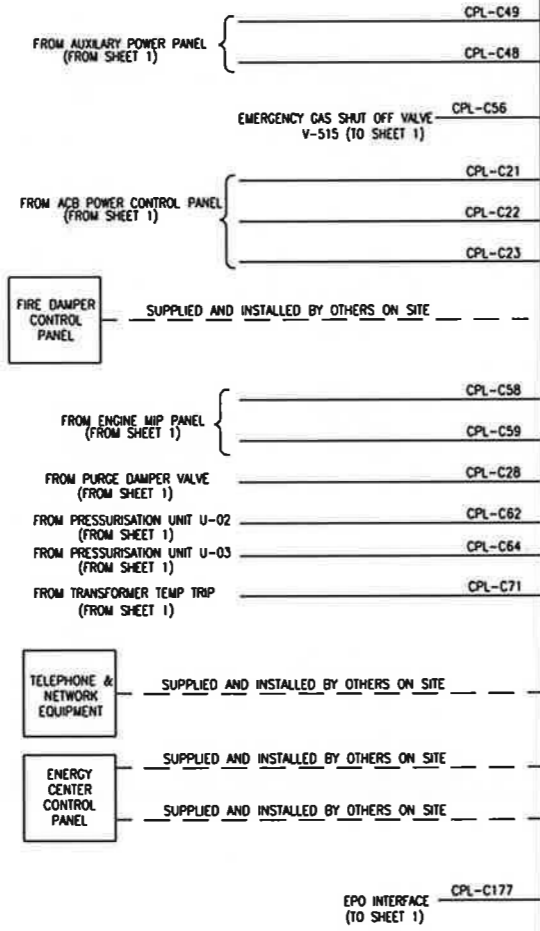 CPL-C49
FROM AUXILARY POWER PANEL
(FROM SHEET 1)
CPL-C48
EMERGENCY GAS SHUT OFF VALVE
V-515 (TO SHEET 1)
CPL-C56
CPL-C21
FROM ACB POWER CONTROL PANEL
(FROM SHEET 1)
CPL-C22
CPL-C23
FIRE DAMPER
CONTROL
PANEL
SUPPLIED AND INSTALLED BY OTHERS ON SITE
CPL-C58
FROM ENGINE MIP PANEL
(FROM SHEET 1)
CPL-C59
FROM PURGE DAMPER VALVE
(FROM SHEET 1)
CPL-C28
FROM PRESSURISATION UNIT U-02
(FROM SHEET 1)
CPL-C62
FROM PRESSURISATION UNIT U-03
(FROM SHEET 1)
CPL-C64
FROM TRANSFORMER TEMP TRIP
(FROM SHEET 1)
CPL-C71
TELEPHONE &
NETWORK
EQUIPMENT
SUPPLIED AND INSTALLED BY OTHERS ON SITE
ENERGY
CENTER
CONTROL
PANEL
SUPPLIED AND INSTALLED BY OTHERS ON SITE
SUPPLIED AND INSTALLED BY OTHERS ON SITE
EPO INTERFACE
(TO SHEET 1)
CPL-C177